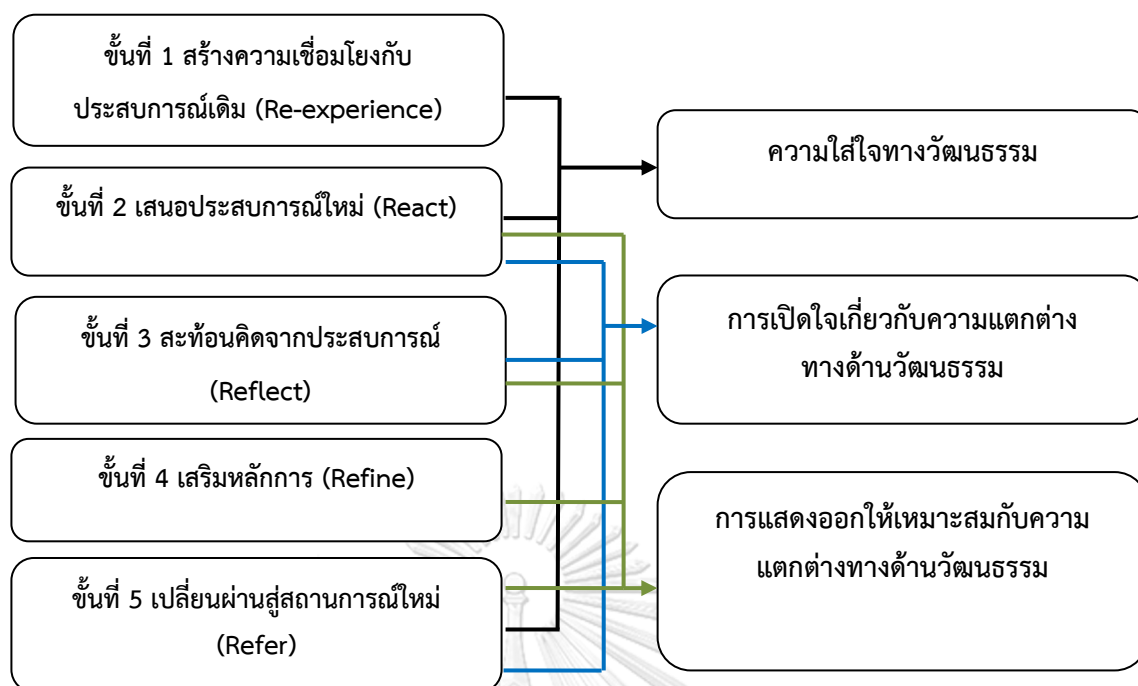 ขั้นที่ 1 สร้างความเชื่อมโยงกับ
ประสบการณ์เดิม (Re-experience)
ขั้นที่ 2 เสนอประสบการณ์ใหม่ (React)
ขั้นที่ 3 สะท้อนคิดจากประสบการณ์
(Reflect)
ขั้นที่ 4 เสริมหลักการ (Refine)
ขั้นที่ 5 เปลี่ยนผ่านสู่สถานการณ์ใหม่
(Refer)
ความใส่ใจทางวัฒนธรรม
การเปิดใจเกี่ยวกับความแตกต่าง
ทางด้านวัฒนธรรม
การแสดงออกให้เหมาะสมกับความ
แตกต่างทางด้านวัฒนธรรม